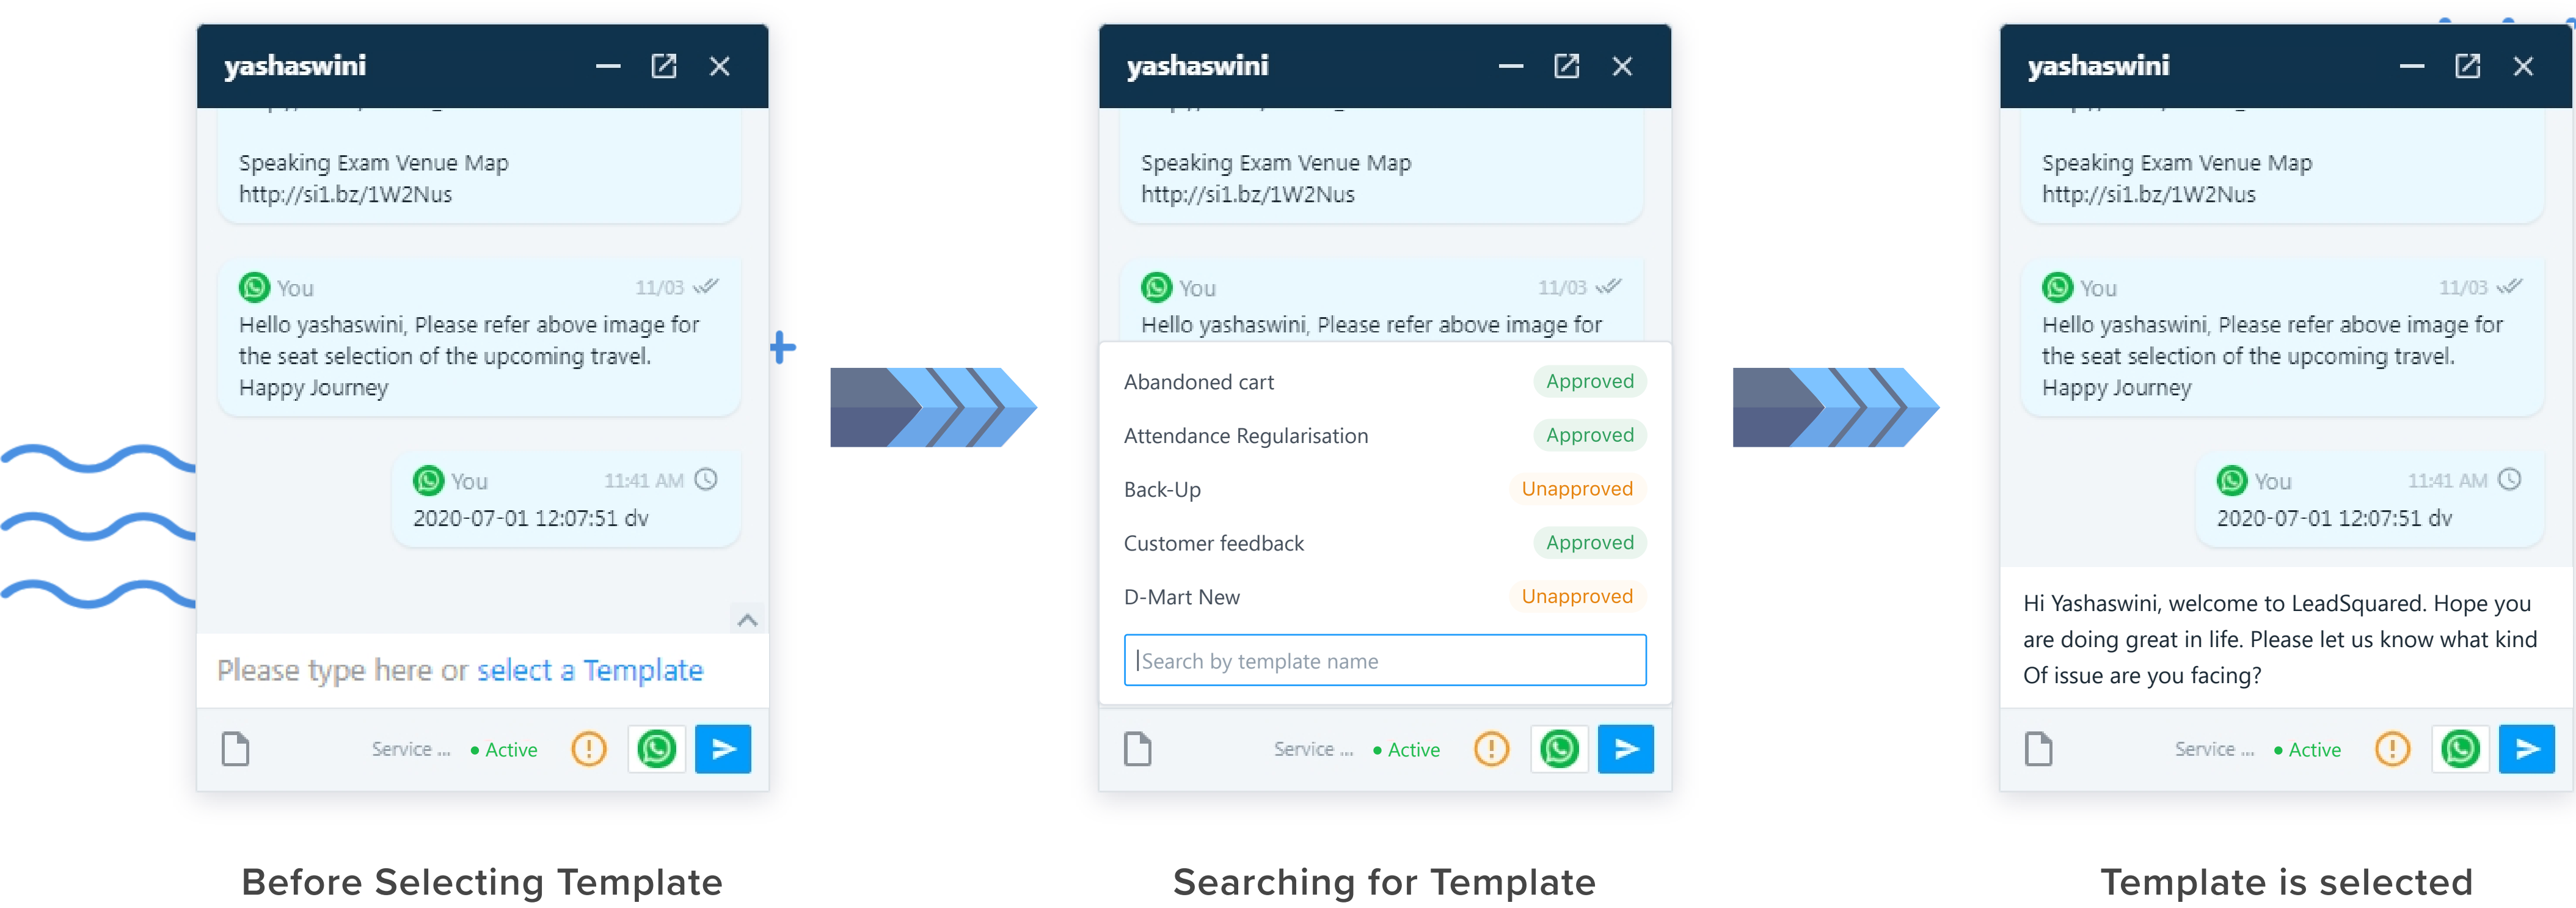 yashaswini
Speaking Exam Venue Map
http://si1.bz/1W2Nus
You 11/03
Hello yashaswini, Please refer above image for
the seat selection of the upcoming travel.
Happy Journey
You 11:41 AM
2020-07-01 12:07:51 dv
Please type here or select a Template
Service ... Active
Before Selecting Template
yashaswini
Speaking Exam Venue Map
http://si1.bz/1W2Nus
You 11/03
Hello yashaswini, Please refer above image for
Abandoned cart Approved
Attendance Regularisation Approved
Back-Up Unapproved
Customer feedback Approved
D-Mart New Unapproved
Search by template name
Service ... Active
Searching for Template
yashaswini
Speaking Exam Venue Map
http://si1.bz/1W2Nus
You 11/03
Hello yashaswini, Please refer above image for
the seat selection of the upcoming travel.
Happy Journey
You 11:41 AM
2020-07-01 12:07:51 dv
Hi Yashaswini, welcome to LeadSquared. Hope you
are doing great in life. Please let us know what kind
Of issue are you facing?
Service ... Active
Template is selected